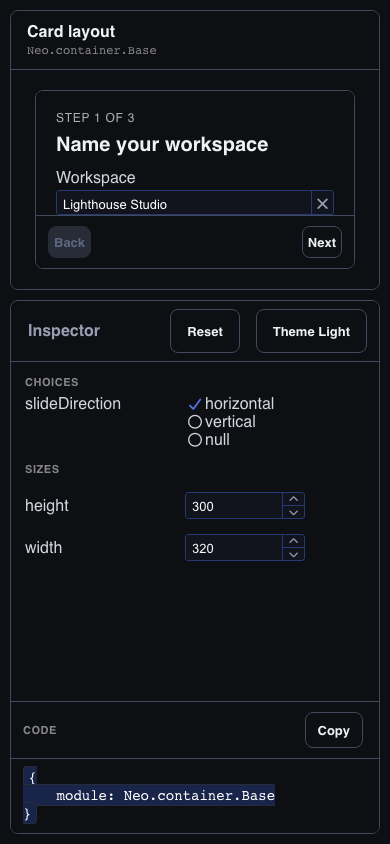 Card layout
Neo.container.Base
STEP 1 OF 3
Name your workspace
Workspace
Lighthouse Studio
Back
Next
Inspector
Reset
Theme Light
CHOICES
slideDirection
horizontal
vertical
null
SIZES
height
300
width
320
CODE
Copy
{
    module: Neo.container.Base
}